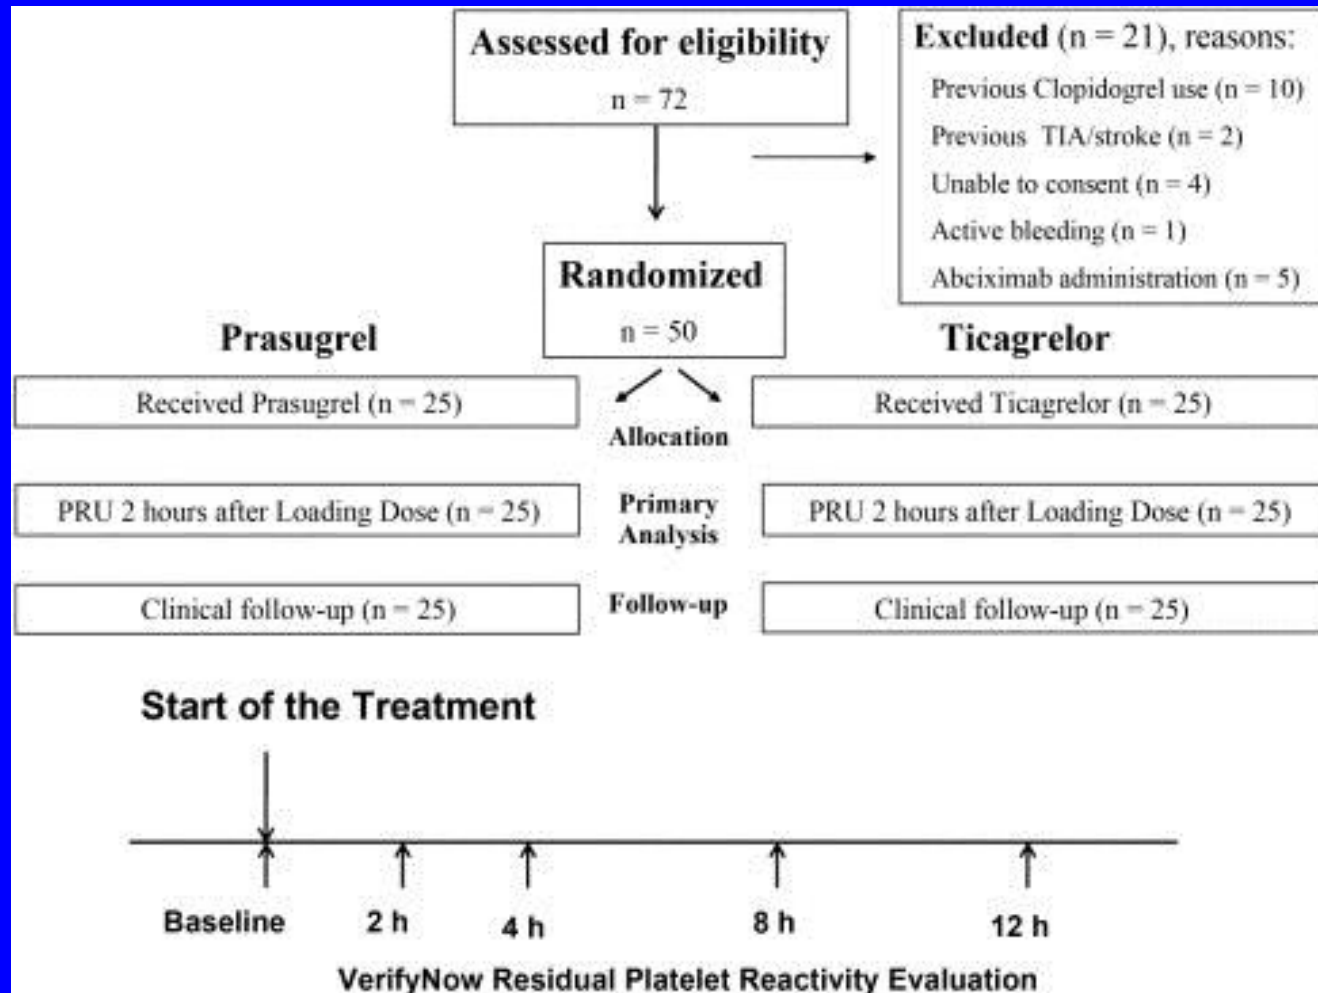 Assessed for eligibility
n = 72
Excluded (n = 21), reasons:
Previous Clopidogrel use (n = 10)
Previous TIA/stroke (n = 2)
Unable to consent (n = 4)
Active bleeding (n = 1)
Abciximab administration (n = 5)
Randomized
n = 50
Prasugrel
Ticagrelor
Received Prasugrel (n = 25)
Allocation
Received Ticagrelor (n = 25)
PRU 2 hours after Loading Dose (n = 25)
Primary
Analysis
PRU 2 hours after Loading Dose (n = 25)
Clinical follow-up (n = 25)
Follow-up
Clinical follow-up (n = 25)
Start of the Treatment
Baseline 2 h 4 h 8 h 12 h
VerifyNow Residual Platelet Reactivity Evaluation